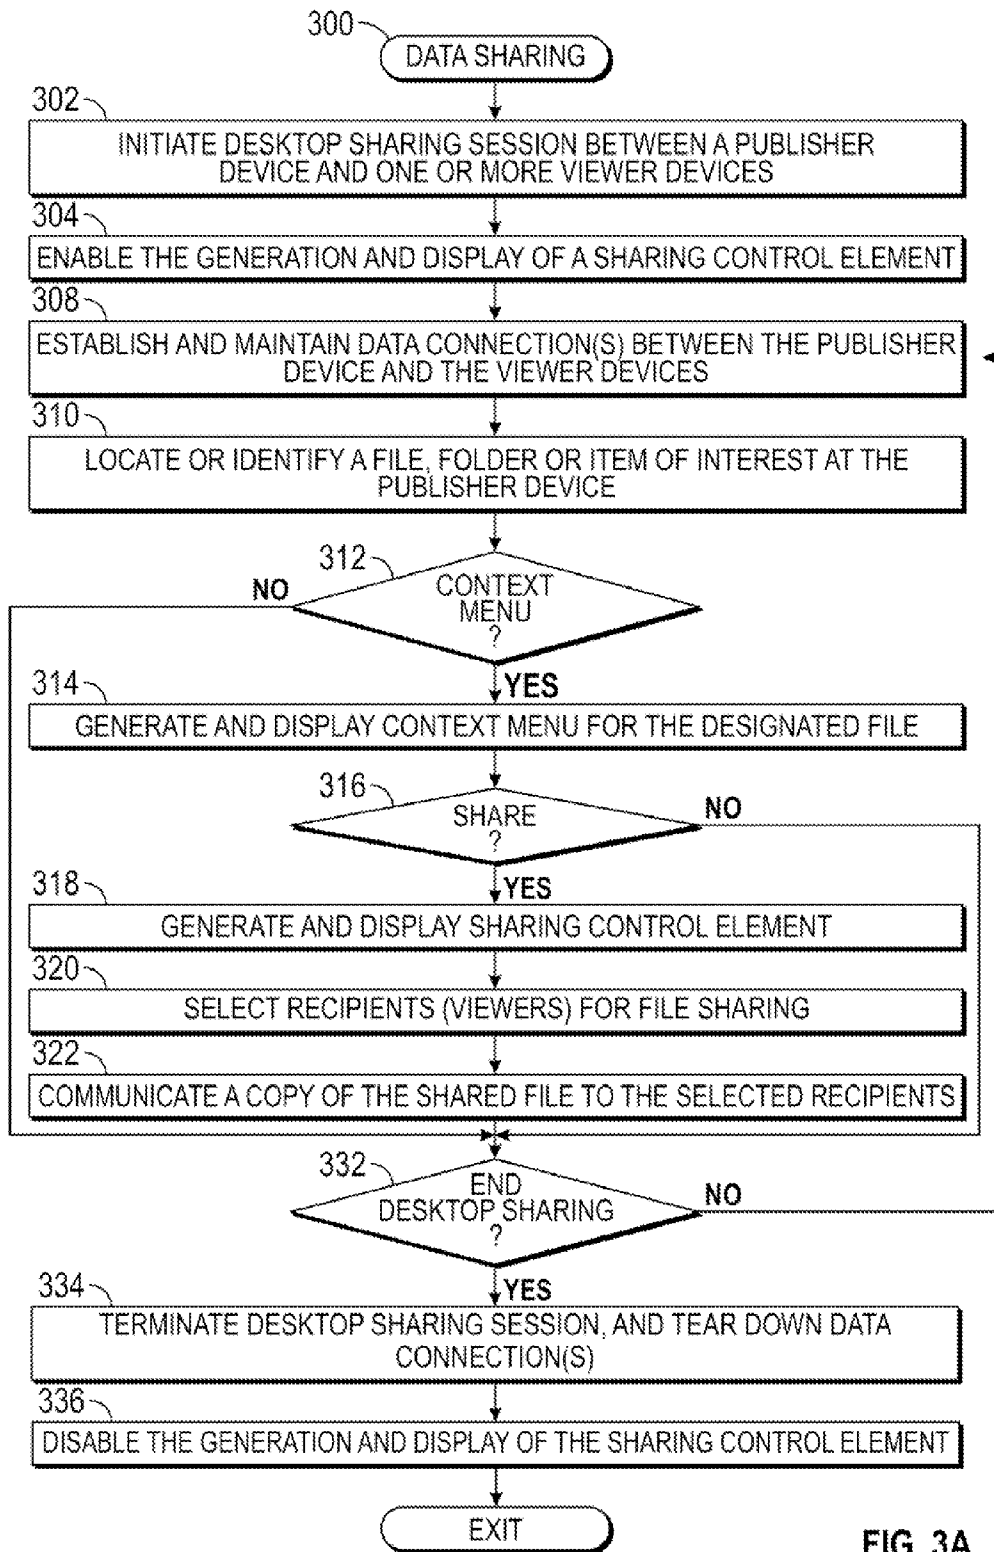 300
DATA SHARING
302
INITIATE DESKTOP SHARING SESSION BETWEEN A PUBLISHER
DEVICE AND ONE OR MORE VIEWER DEVICES
304
ENABLE THE GENERATION AND DISPLAY OF A SHARING CONTROL ELEMENT
308
ESTABLISH AND MAINTAIN DATA CONNECTION(S) BETWEEN THE PUBLISHER
DEVICE AND THE VIEWER DEVICES
310
LOCATE OR IDENTIFY A FILE, FOLDER OR ITEM OF INTEREST AT THE
PUBLISHER DEVICE
312
NO
CONTEXT
MENU
?
YES
314
GENERATE AND DISPLAY CONTEXT MENU FOR THE DESIGNATED FILE
316
SHARE
?
NO
YES
318
GENERATE AND DISPLAY SHARING CONTROL ELEMENT
320
SELECT RECIPIENTS (VIEWERS) FOR FILE SHARING
322
COMMUNICATE A COPY OF THE SHARED FILE TO THE SELECTED RECIPIENTS
332
END
DESKTOP SHARING
?
NO
YES
334
TERMINATE DESKTOP SHARING SESSION, AND TEAR DOWN DATA
CONNECTION(S)
336
DISABLE THE GENERATION AND DISPLAY OF THE SHARING CONTROL ELEMENT
EXIT
FIG. 3A